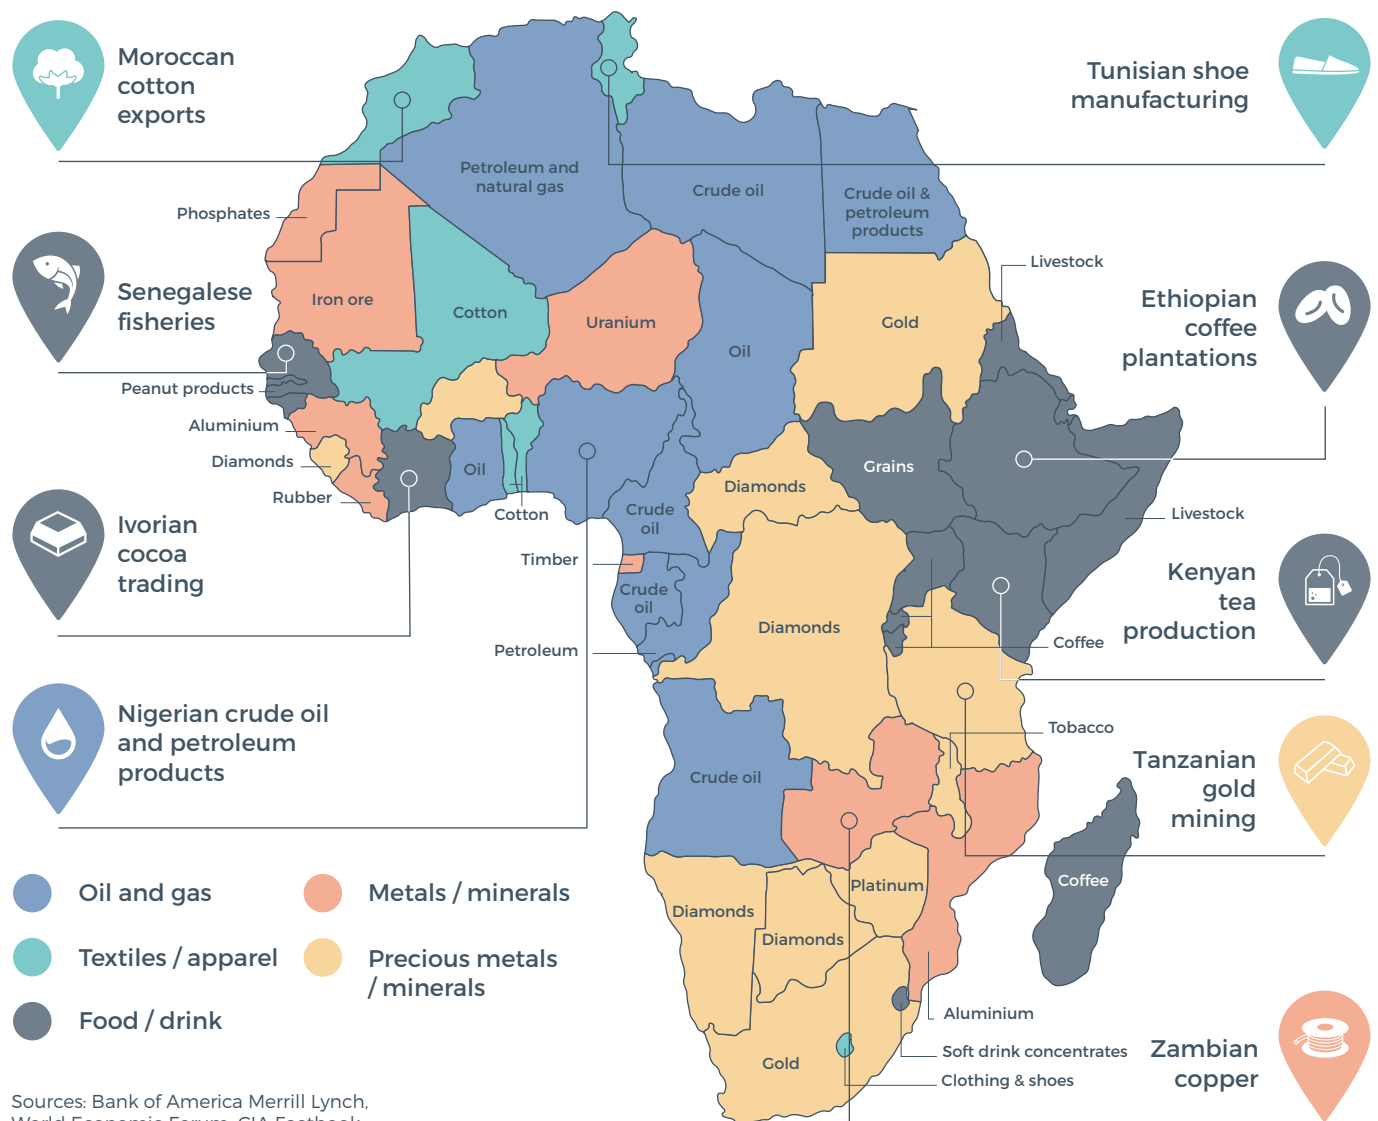 Moroccan
cotton
exports
Tunisian shoe
manufacturing
Petroleum and
natural gas
Crude oil
Crude oil &
petroleum
products
Phosphates
Livestock
Senegalese
fisheries
Iron ore
Cotton
Uranium
Gold
Oil
Ethiopian
coffee
plantations
Peanut products
Aluminium
Diamonds
Rubber
Oil
Grains
Diamonds
Cotton
Crude
oil
Livestock
Ivorian
cocoa
trading
Timber
Crude
oil
Kenyan
tea
production
Diamonds
Petroleum
Coffee
Nigerian crude oil
and petroleum
products
Tobacco
Crude oil
Tanzanian
gold
mining
Oil and gas
Metals / minerals
Textiles / apparel
Precious metals
/ minerals
Food / drink
Platinum
Coffee
Diamonds
Diamonds
Aluminium
Gold
Soft drink concentrates
Clothing & shoes
Zambian
copper
Sources: Bank of America Merrill Lynch,
World Economic Forum, CIA Factbook